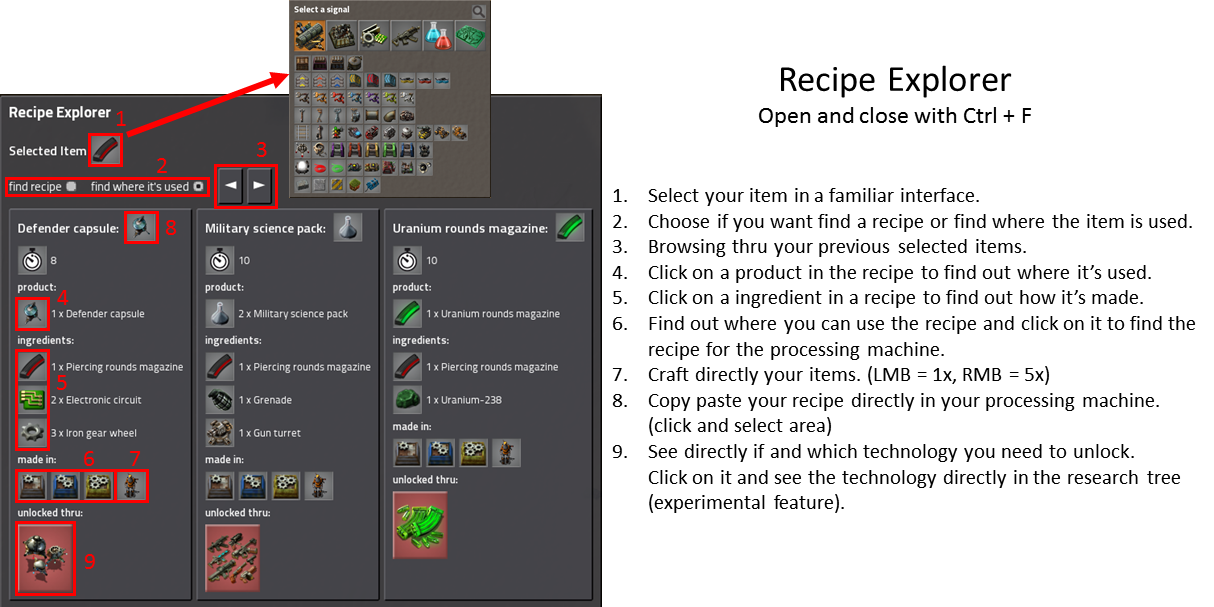 Select a signal
Recipe Explorer
1
Selected Item
2
3
find recipe find where it's used
Defender capsule: 8
8
product:
4
1 x Defender capsule
ingredients:
1 x Piercing rounds magazine
5
2 x Electronic circuit
3 x Iron gear wheel
made in: 6 7
unlocked thru:
9
Military science pack:
10
product:
2 x Military science pack
ingredients:
1 x Piercing rounds magazine
1 x Grenade
1 x Gun turret
made in:
unlocked thru:
Uranium rounds magazine:
10
product:
1 x Uranium rounds magazine
ingredients:
1 x Piercing rounds magazine
1 x Uranium-238
made in:
unlocked thru:
Recipe Explorer
Open and close with Ctrl + F
1. Select your item in a familiar interface.
2. Choose if you want find a recipe or find where the item is used.
3. Browsing thru your previous selected items.
4. Click on a product in the recipe to find out where it's used.
5. Click on a ingredient in a recipe to find out how it's made.
6. Find out where you can use the recipe and click on it to find the
recipe for the processing machine.
7. Craft directly your items. (LMB = 1x, RMB = 5x)
8. Copy paste your recipe directly in your processing machine.
(click and select area)
9. See directly if and which technology you need to unlock.
Click on it and see the technology directly in the research tree
(experimental feature).